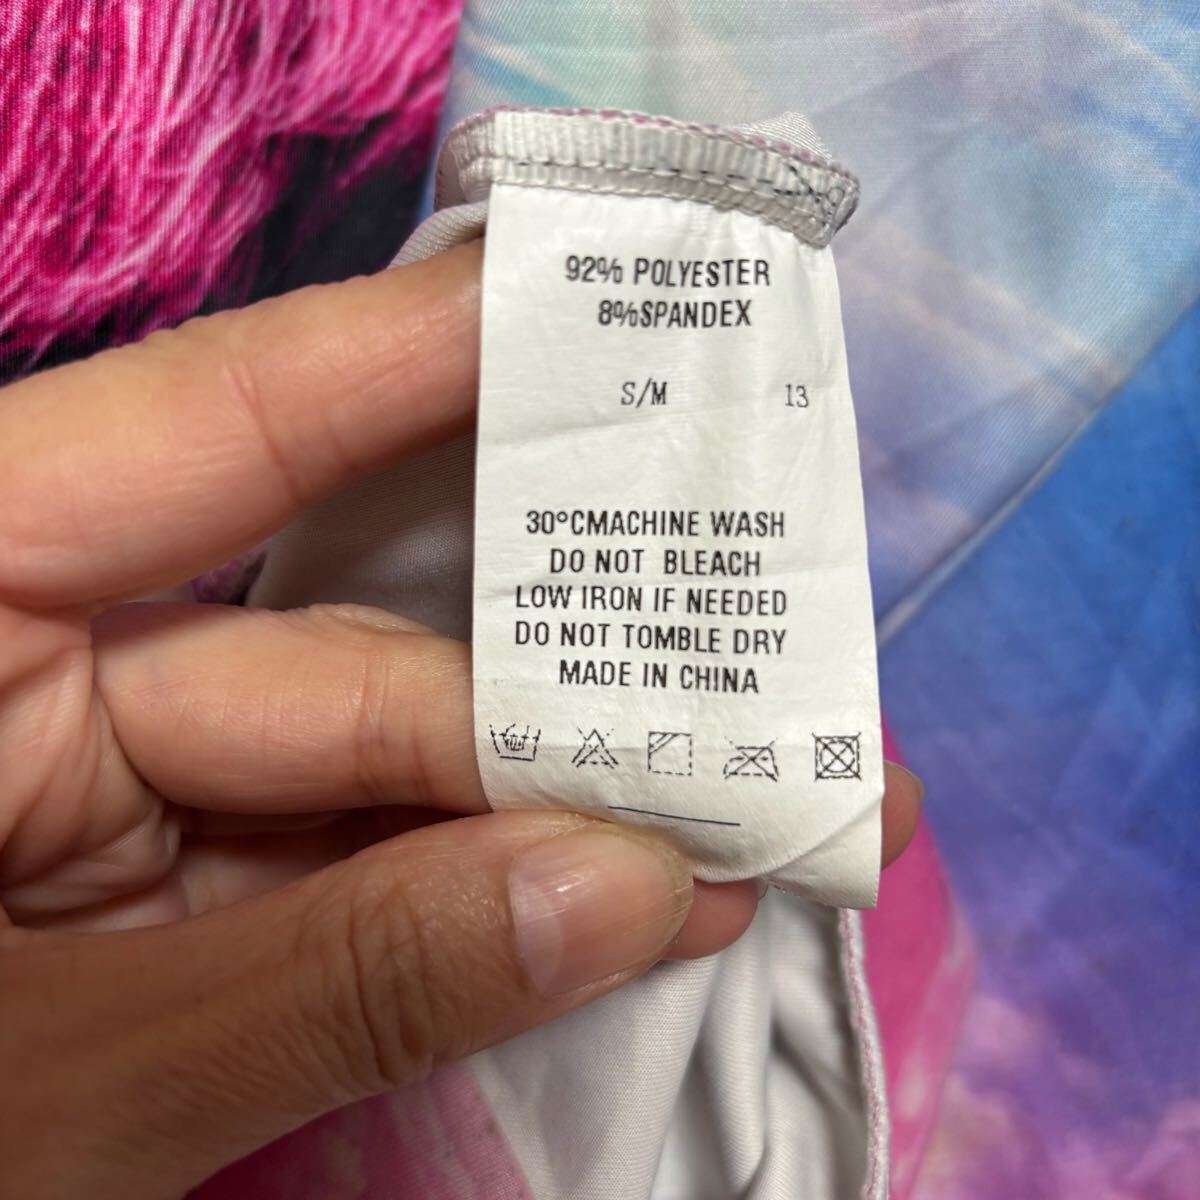 92% POLYESTER
8%SPANDEX
S/M 13
30°CMACHINE WASH
DO NOT BLEACH
LOW IRON IF NEEDED
DO NOT TOMBLE DRY
MADE IN CHINA